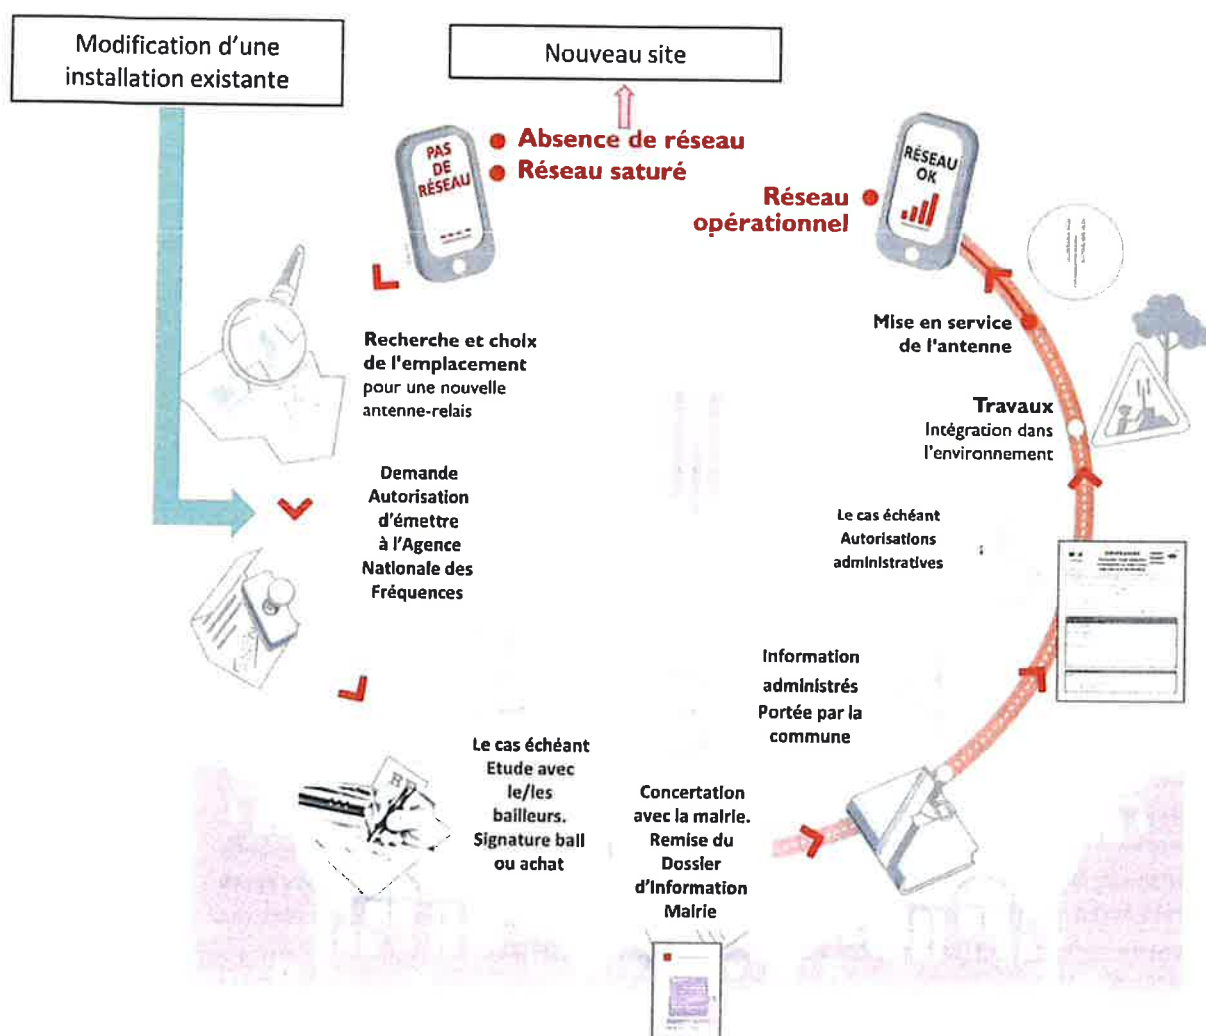 Modification d'une
installation existante
Nouveau site
PAS
DE
RÉSEAU
Absence de réseau
Réseau saturé
RÉSEAU
OK
Réseau
opérationnel
Recherche et choix
de l'emplacement
pour une nouvelle
antenne-relais
Mise en service
de l'antenne
Travaux
Intégration dans
l'environnement
Demande
Autorisation
d'émettre
à l'Agence
Nationale des
Fréquences
Le cas échéant
Autorisations
administratives
Information
administrés
Portée par la
commune
Le cas échéant
Etude avec
le/les
bailleurs.
Signature bail
ou achat
Concertation
avec la mairie.
Remise du
Dossier
d'Information
Mairie